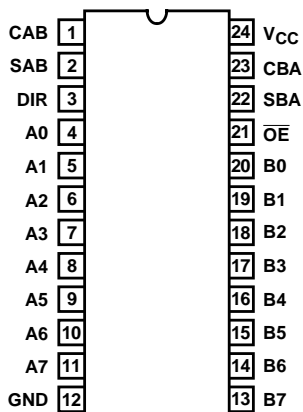 CAB 1 24 VCC
SAB 2 23 CBA
DIR 3 22 SBA
A0 4 21 O̅E̅
A1 5 20 B0
A2 6 19 B1
A3 7 18 B2
A4 8 17 B3
A5 9 16 B4
A6 10 15 B5
A7 11 14 B6
GND 12 13 B7